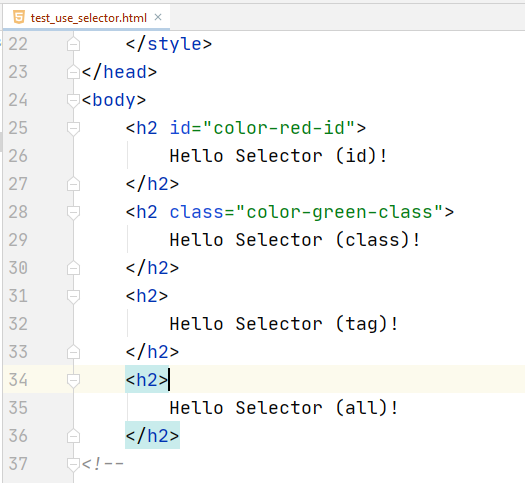 test_use_selector.html
22 </style>
23 </head>
24 <body>
25 <h2 id="color-red-id">
26 Hello Selector (id)!
27 </h2>
28 <h2 class="color-green-class">
29 Hello Selector (class)!
30 </h2>
31 <h2>
32 Hello Selector (tag)!
33 </h2>
34 <h2>
35 Hello Selector (all)!
36 </h2>
37 <!--